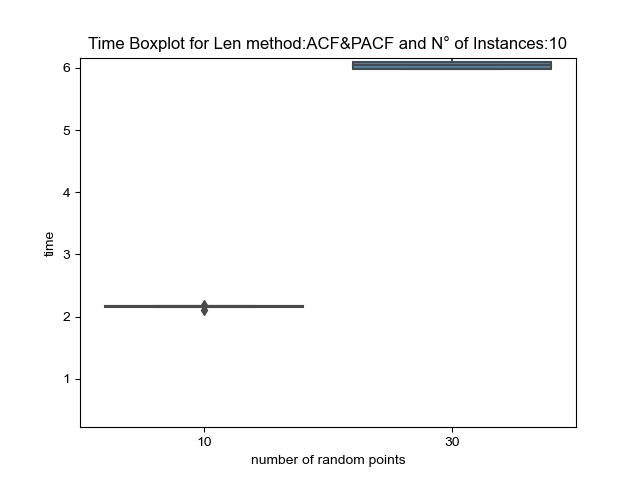 Time Boxplot for Len method:ACF&PACF and N° of Instances:10
6
5
4
3
2
1
time
10
30
number of random points